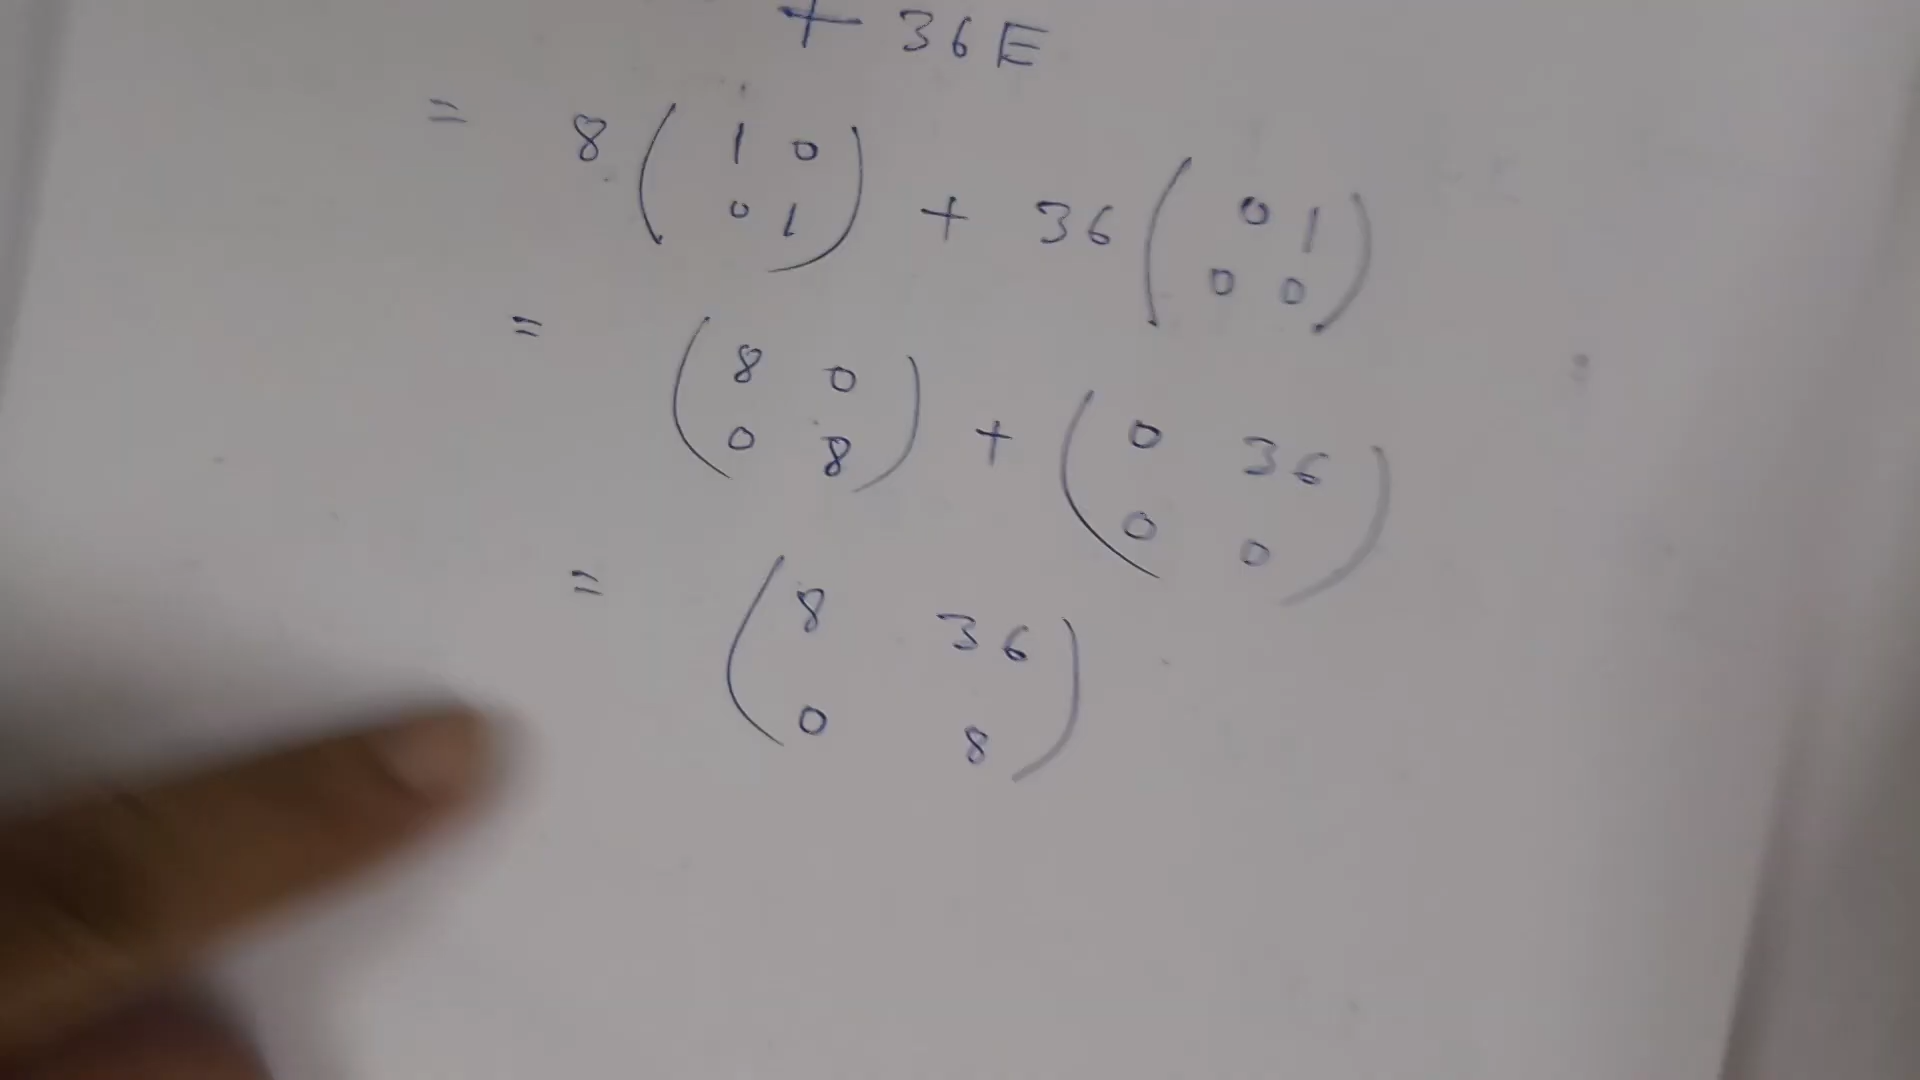 + 36E
= 8 ( 1 0 ) + 36 ( 0 1 )
0 1 0 0
= ( 8 0 ) + ( 0 36 )
0 8 0 0
= ( 8 36 )
0 8